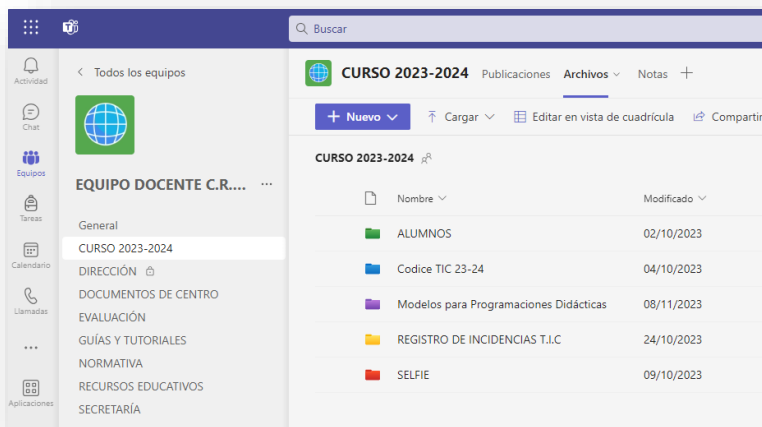 Buscar
Actividad
Chat
Equipos
Tareas
Calendario
Llamadas
Aplicaciones
Todos los equipos
EQUIPO DOCENTE C.R....
General
CURSO 2023-2024
DIRECCIÓN
DOCUMENTOS DE CENTRO
EVALUACIÓN
GUÍAS Y TUTORIALES
NORMATIVA
RECURSOS EDUCATIVOS
SECRETARÍA
CURSO 2023-2024 Publicaciones Archivos Notas
Nuevo Cargar Editar en vista de cuadrícula Compartir
CURSO 2023-2024
Nombre Modificado
ALUMNOS 02/10/2023
Codice TIC 23-24 04/10/2023
Modelos para Programaciones Didácticas 08/11/2023
REGISTRO DE INCIDENCIAS T.I.C 24/10/2023
SELFIE 09/10/2023